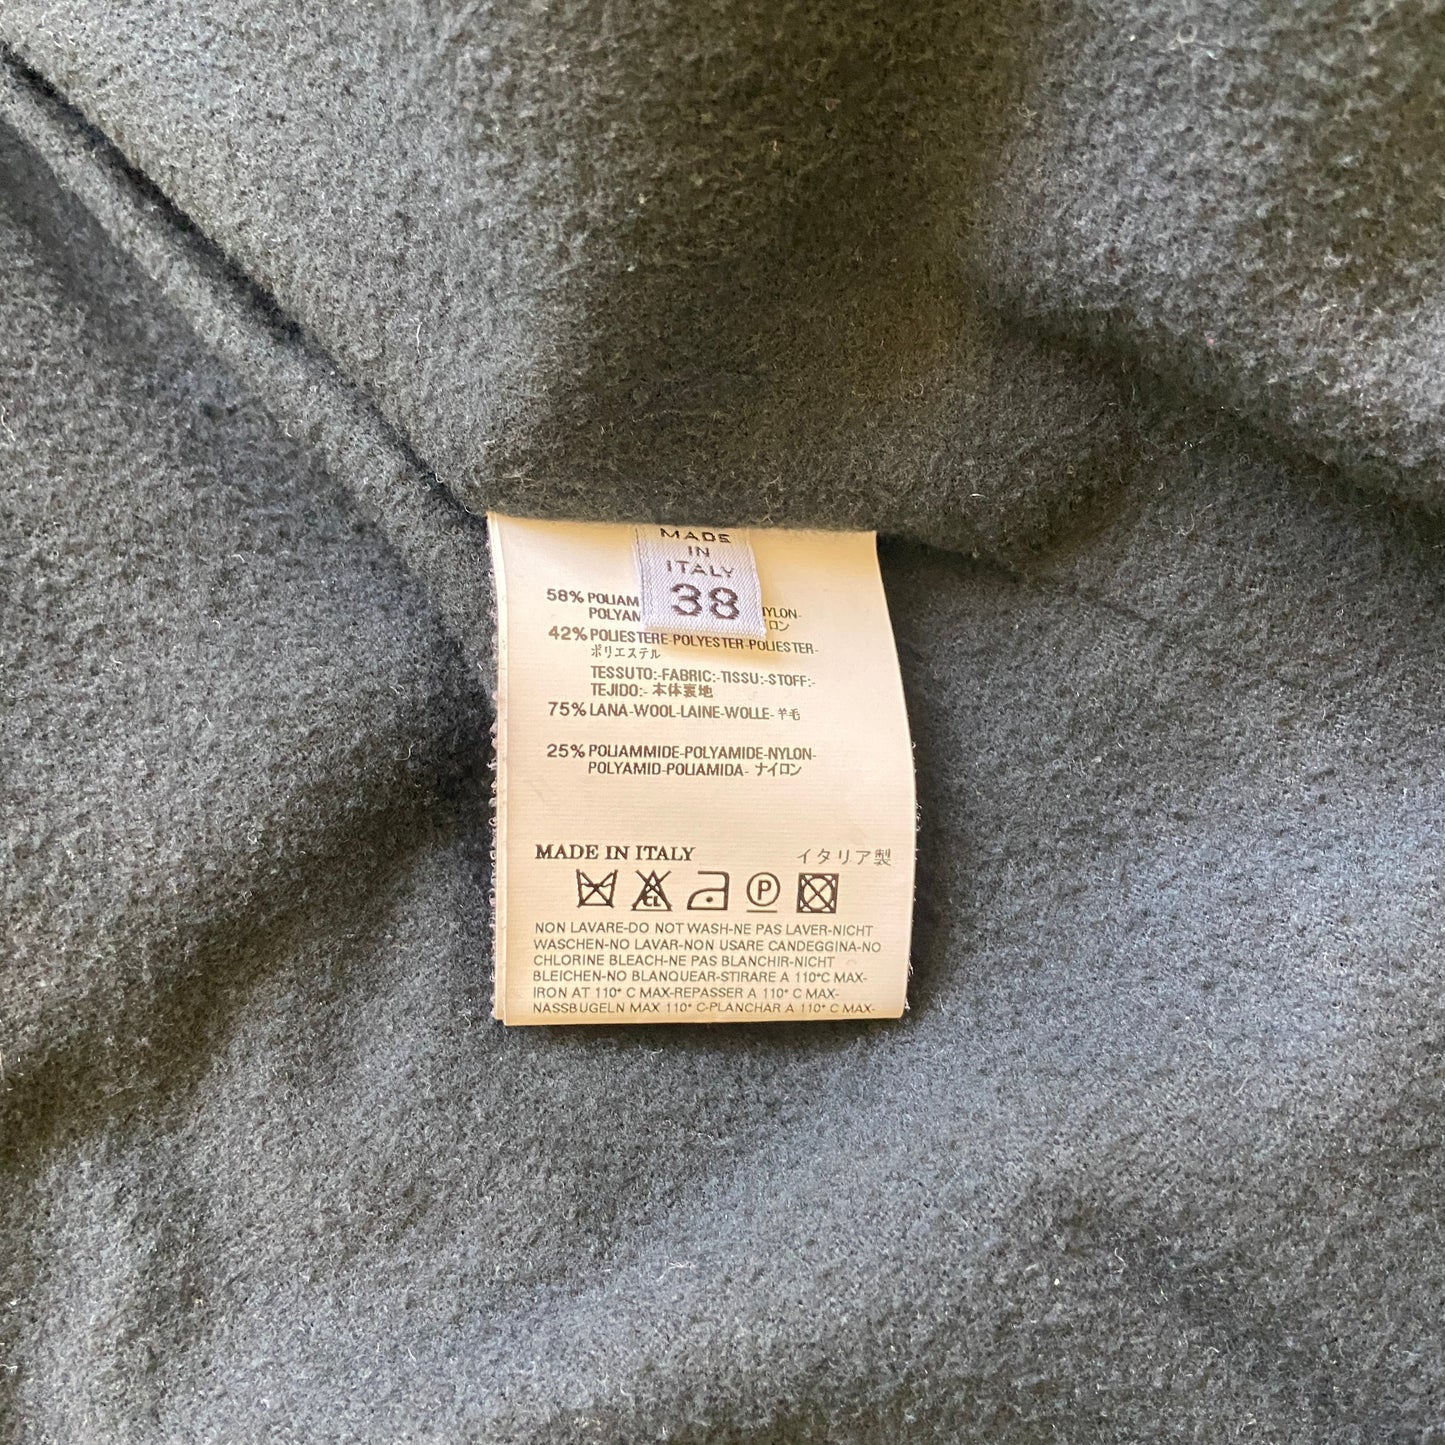 MADE
IN
ITALY
38
58% POLIAM YLON-
POLYAM イロン
42% POLIESTERE-POLYESTER-POLIESTER-
ポリエステル
TESSUTO:-FABRIC:-TISSU:-STOFF:-
TEJIDO:- 本体裏地
75% LANA-WOOL-LAINE-WOLLE- 羊毛
25% POLIAMMIDE-POLYAMIDE-NYLON-
POLYAMID-POLIAMIDA- ナイロン
MADE IN ITALY イタリア製
CL P
NON LAVARE-DO NOT WASH-NE PAS LAVER-NICHT
WASCHEN-NO LAVAR-NON USARE CANDEGGINA-NO
CHLORINE BLEACH-NE PAS BLANCHIR-NICHT
BLEICHEN-NO BLANQUEAR-STIRARE A 110°C MAX-
IRON AT 110° C MAX-REPASSER A 110° C MAX-
NASSBUGELN MAX 110° C-PLANCHAR A 110° C MAX-